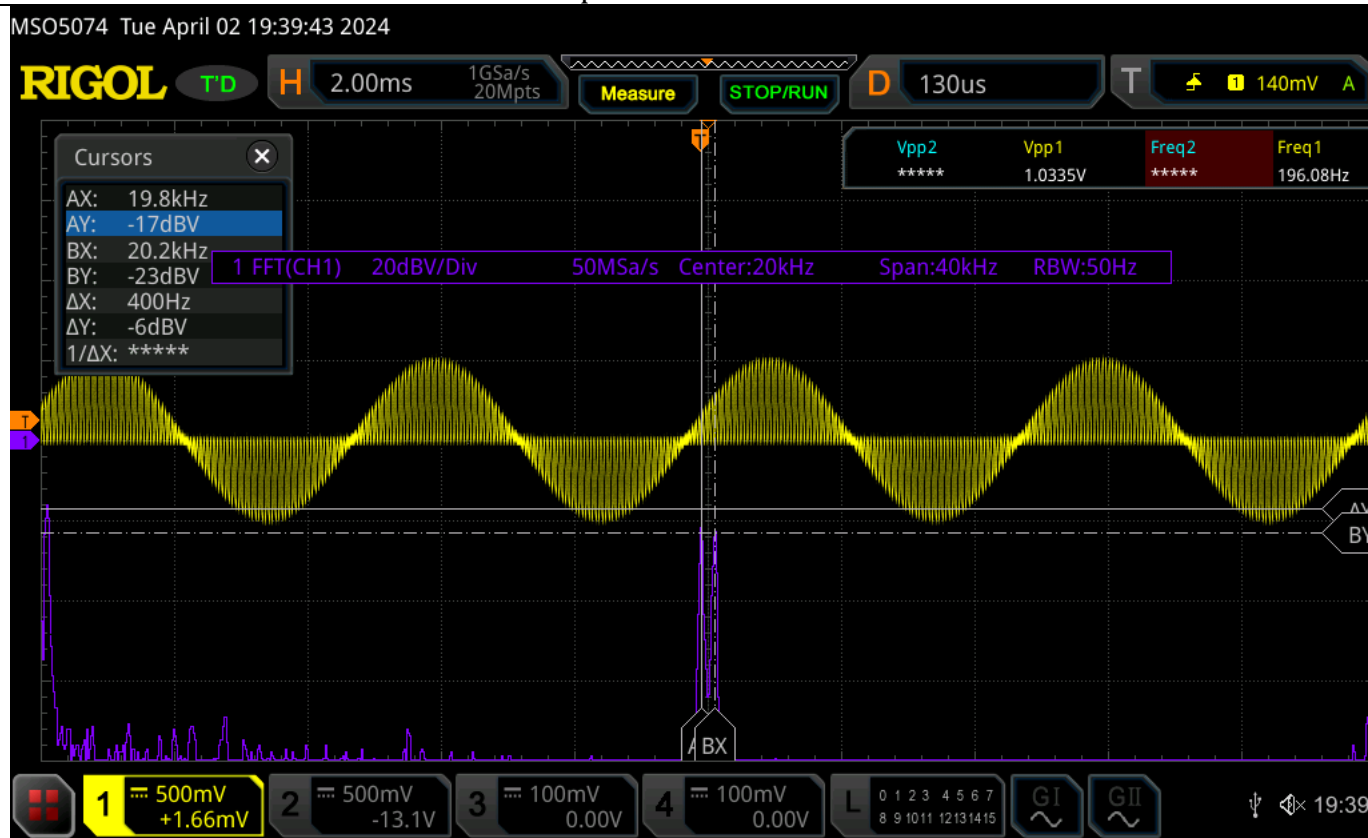 MSO5074 Tue April 02 19:39:43 2024
RIGOL T'D H 2.00ms 1GSa/s 20Mpts Measure STOP/RUN D 130us T 1 140mV A
T
Cursors
AX: 19.8kHz
AY: -17dBV
BX: 20.2kHz
BY: -23dBV
ΔX: 400Hz
ΔY: -6dBV
1/ΔX: *****
Vpp2 Vpp1 Freq2 Freq1
***** 1.0335V ***** 196.08Hz
1 FFT(CH1) 20dBV/Div 50MSa/s Center:20kHz Span:40kHz RBW:50Hz
T
1
BX
1 500mV +1.66mV
2 500mV -13.1V
3 100mV 0.00V
4 100mV 0.00V
L 0 1 2 3 4 5 6 7
8 9 10 11 12 13 14 15
GI GII 19:39